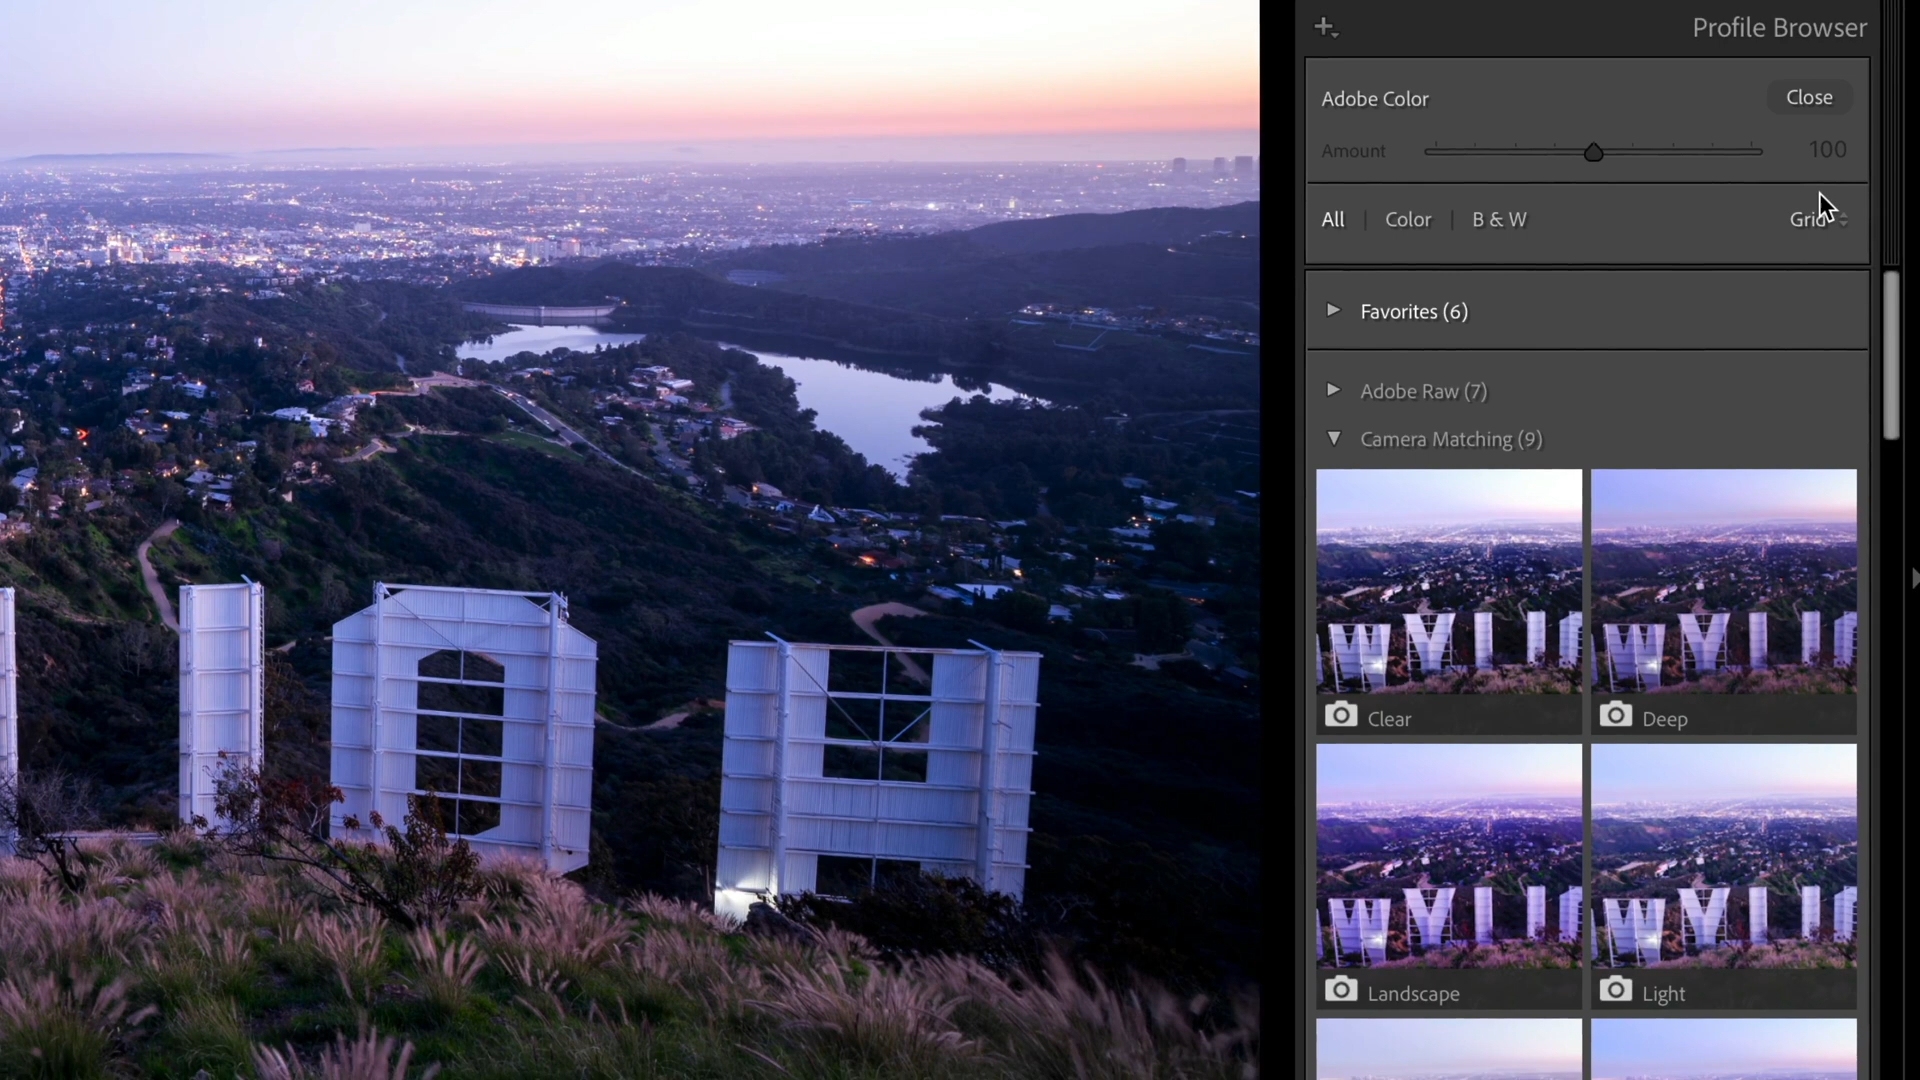 Profile Browser
Adobe Color
Close
Amount
100
All | Color | B & W
Grid
Favorites (6)
Adobe Raw (7)
Camera Matching (9)
Clear
Deep
Landscape
Light